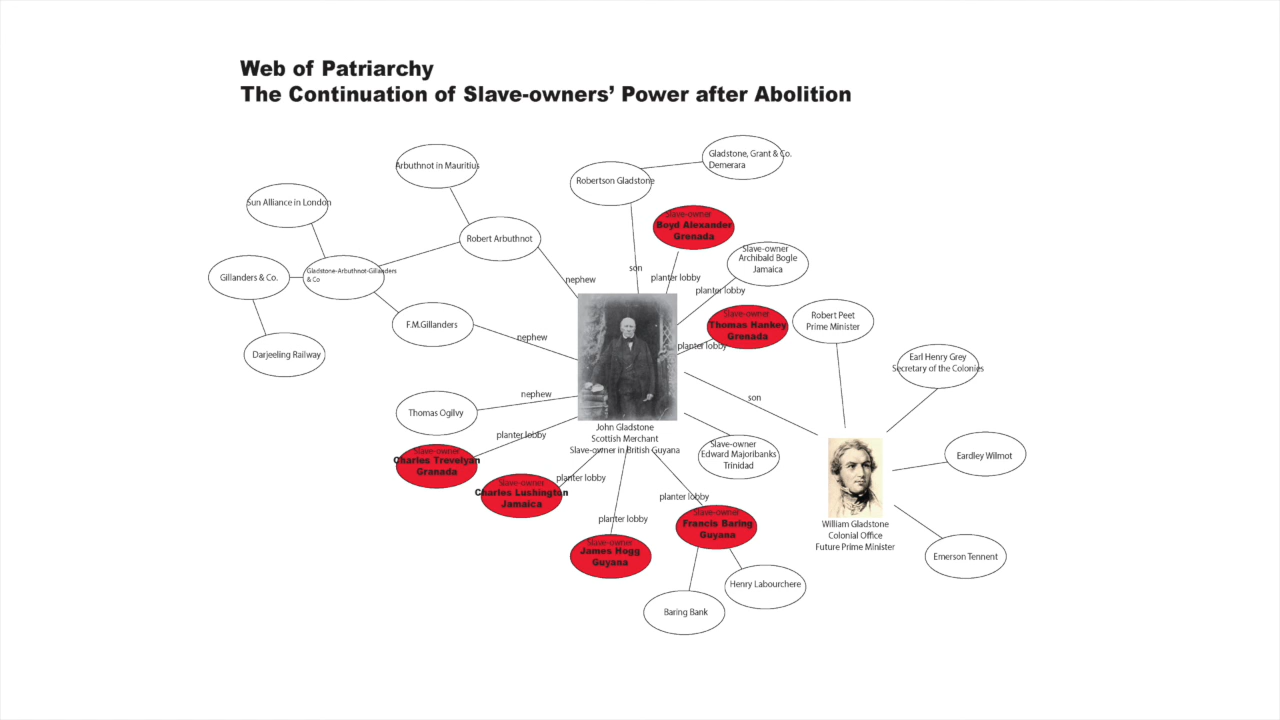 Web of Patriarchy
The Continuation of Slave-owners’ Power after Abolition
Arbuthnot in Mauritius
Gladstone, Grant & Co.
Demerara
Robertson Gladstone
Sun Alliance in London
Slave-owner
Boyd Alexander
Grenada
Robert Arbuthnot
Slave-owner
Archibald Bogle
Jamaica
son
nephew
planter lobby
planter lobby
Gillanders & Co.
Gladstone-Arbuthnot-Gillanders
& Co
Slave-owner
Thomas Hankey
Grenada
Robert Peet
Prime Minister
F.M.Gillanders
nephew
planter lobby
Darjeeling Railway
Earl Henry Grey
Secretary of the Colonies
nephew
son
Thomas Ogilvy
John Gladstone
Scottish Merchant
Slave-owner in British Guyana
planter lobby
Slave-owner
Edward Majoribanks
Trinidad
Slave-owner
Charles Trevelyan
Granada
Eardley Wilmot
planter lobby
Slave-owner
Charles Lushington
Jamaica
planter lobby
planter lobby
Slave-owner
Francis Baring
Guyana
William Gladstone
Colonial Office
Future Prime Minister
Slave-owner
James Hogg
Guyana
Emerson Tennent
Henry Labourchere
Baring Bank